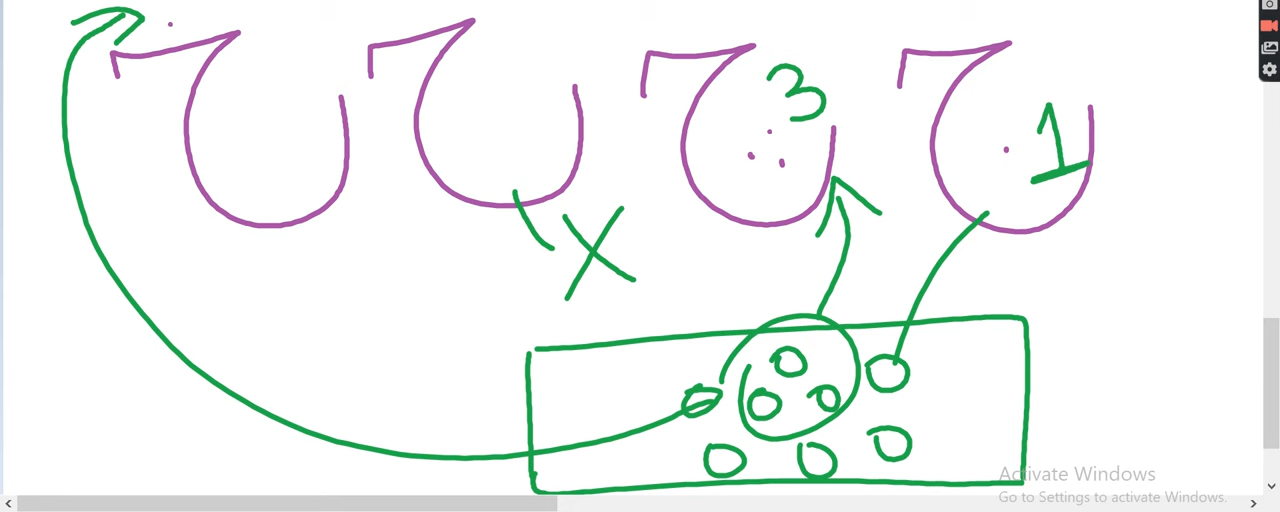 ج چ ح خ
3 1
X
Activate Windows
Go to Settings to activate Windows.